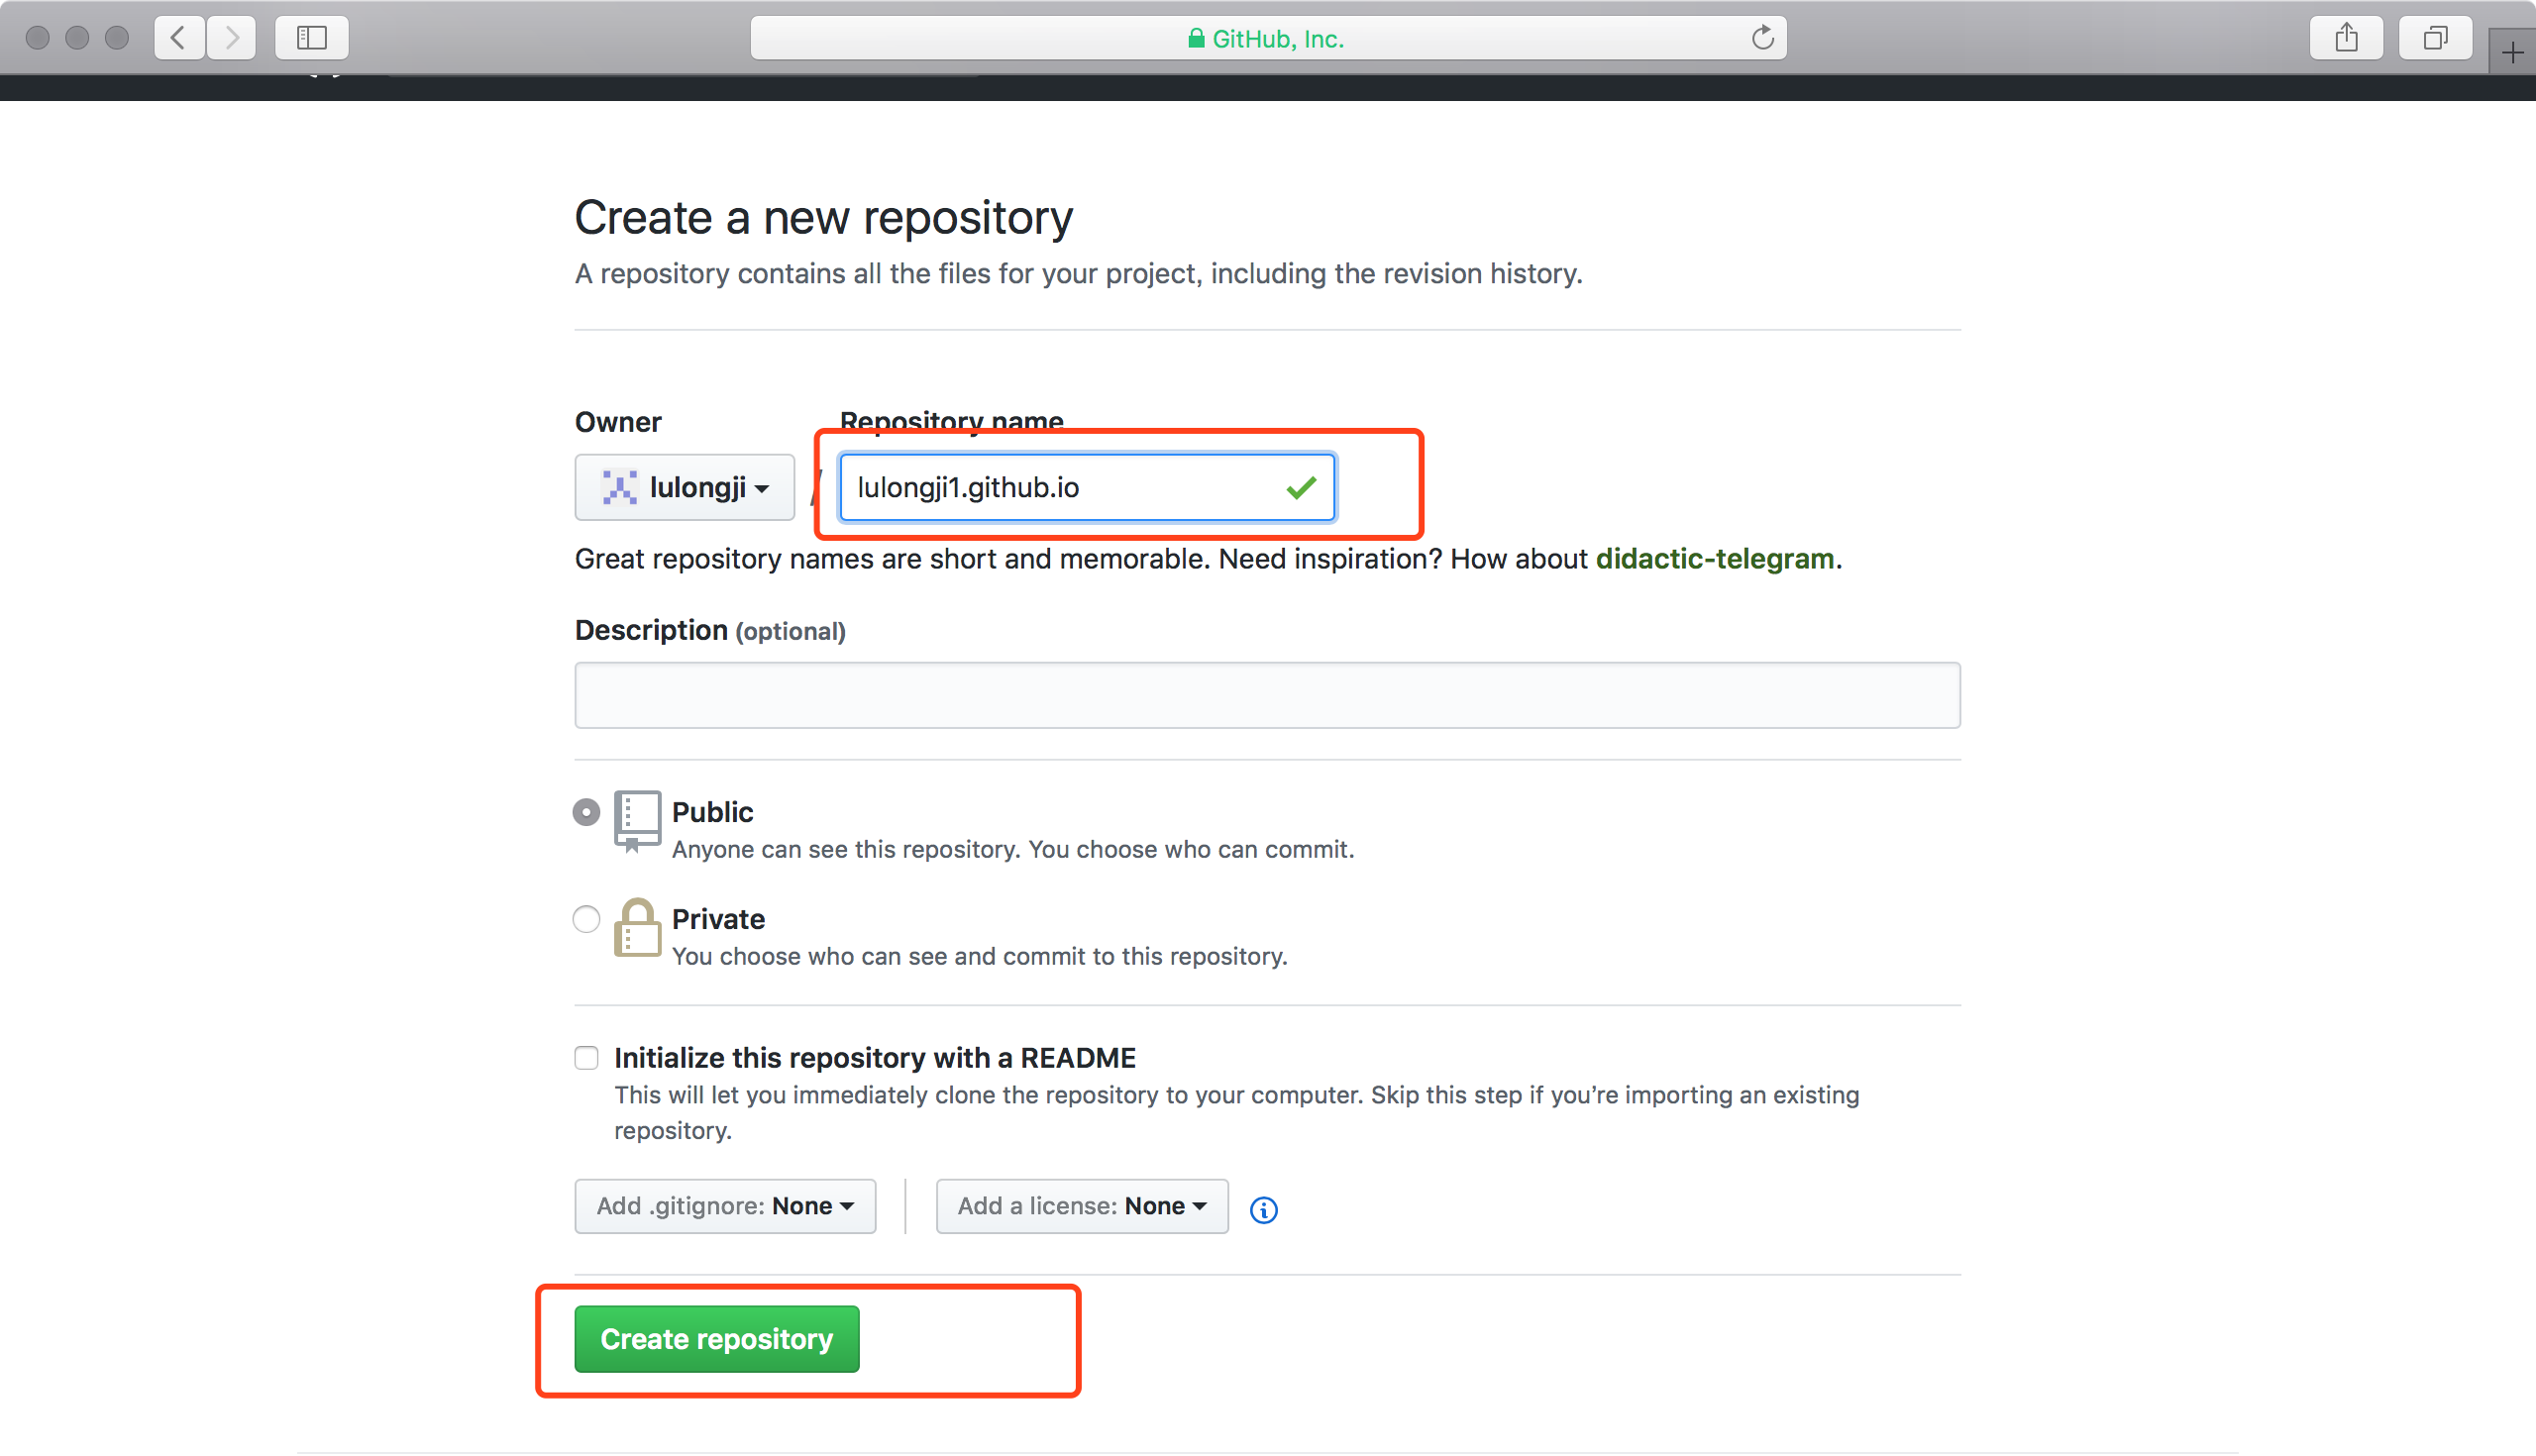 GitHub, Inc.
Create a new repository
A repository contains all the files for your project, including the revision history.
Owner
Repository name
lulongji
/
lulongji1.github.io
Great repository names are short and memorable. Need inspiration? How about didactic-telegram.
Description (optional)
Public
Anyone can see this repository. You choose who can commit.
Private
You choose who can see and commit to this repository.
Initialize this repository with a README
This will let you immediately clone the repository to your computer. Skip this step if you’re importing an existing
repository.
Add .gitignore: None
Add a license: None
Create repository